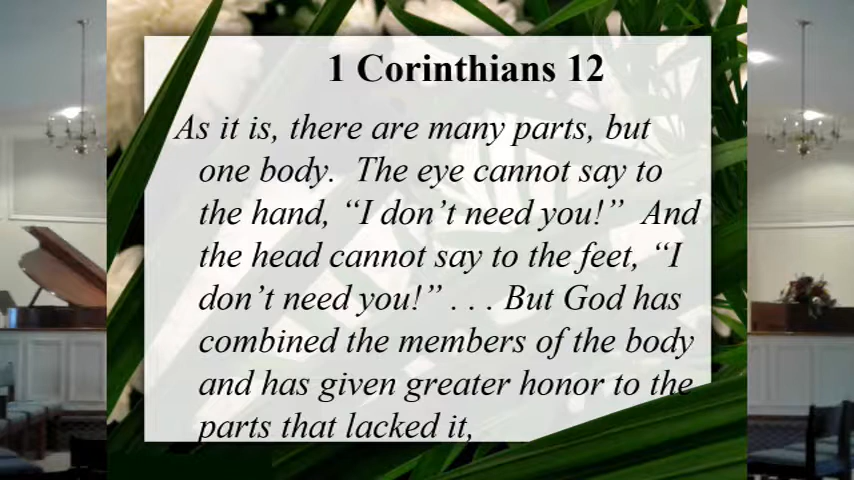 1 Corinthians 12
As it is, there are many parts, but
one body.  The eye cannot say to
the hand, “I don’t need you!”  And
the head cannot say to the feet, “I
don’t need you!” . . . But God has
combined the members of the body
and has given greater honor to the
parts that lacked it,